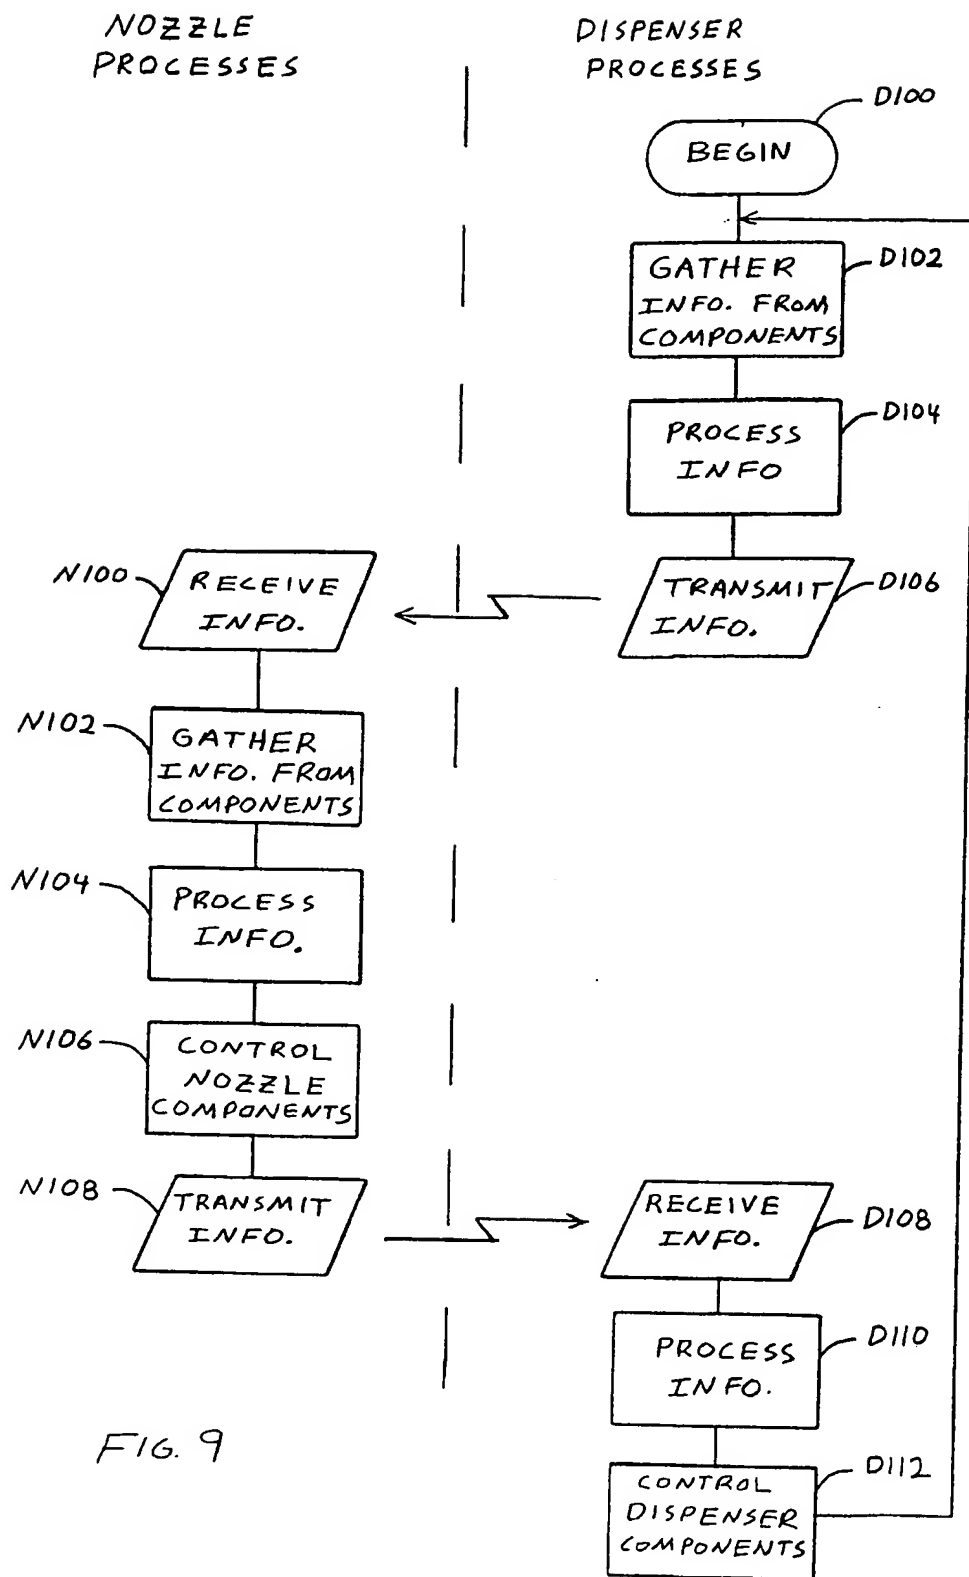 NOZZLE
PROCESSES
DISPENSER
PROCESSES
D100
BEGIN
GATHER
INFO. FROM
COMPONENTS
D102
PROCESS
INFO
D104
TRANSMIT
INFO.
D106
N100
RECEIVE
INFO.
N102
GATHER
INFO. FROM
COMPONENTS
N104
PROCESS
INFO.
N106
CONTROL
NOZZLE
COMPONENTS
N108
TRANSMIT
INFO.
RECEIVE
INFO.
D108
PROCESS
INFO.
D110
CONTROL
DISPENSER
COMPONENTS
D112
FIG. 9